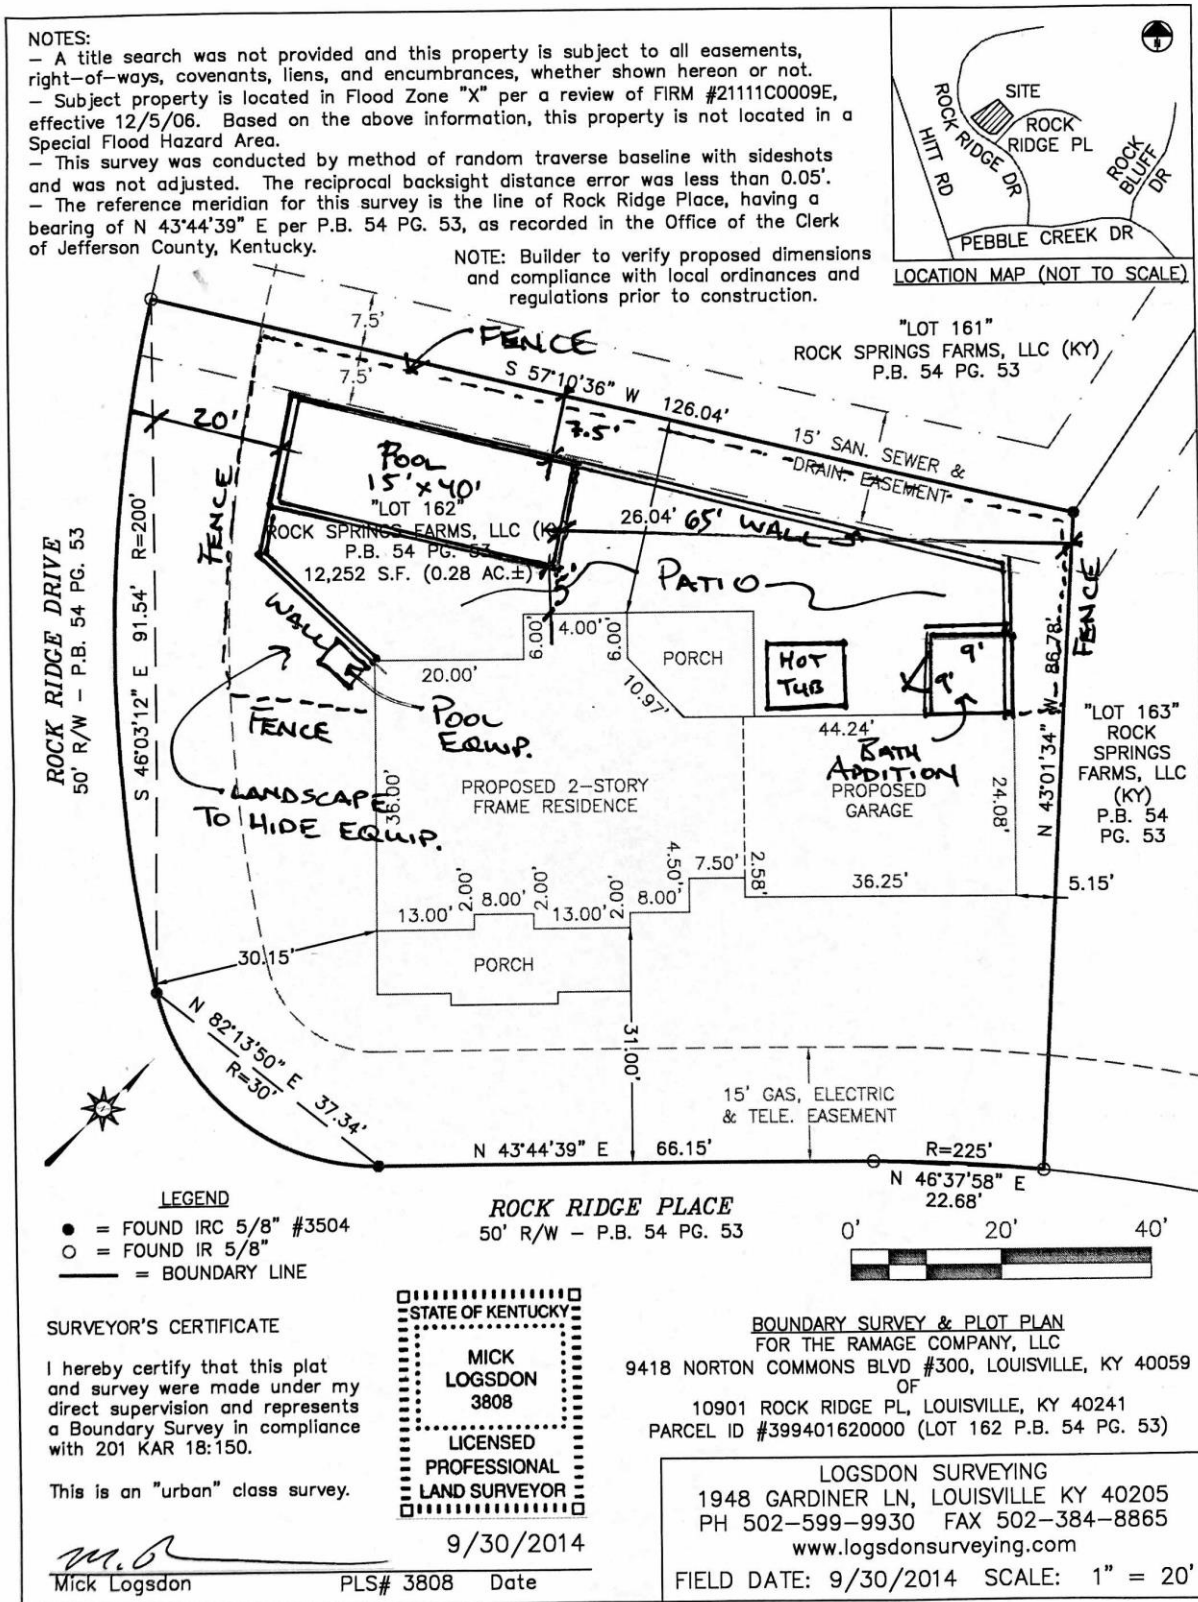 NOTES:
– A title search was not provided and this property is subject to all easements,
right–of–ways, covenants, liens, and encumbrances, whether shown hereon or not.
– Subject property is located in Flood Zone "X" per a review of FIRM #21111C0009E,
effective 12/5/06. Based on the above information, this property is not located in a
Special Flood Hazard Area.
– This survey was conducted by method of random traverse baseline with sideshots
and was not adjusted. The reciprocal backsight distance error was less than 0.05'.
– The reference meridian for this survey is the line of Rock Ridge Place, having a
bearing of N 43°44'39" E per P.B. 54 PG. 53, as recorded in the Office of the Clerk
of Jefferson County, Kentucky.
NOTE: Builder to verify proposed dimensions
and compliance with local ordinances and
regulations prior to construction.
N
SITE
ROCK RIDGE DR
ROCK
RIDGE PL
HITT RD
ROCK
BLUFF
DR
PEBBLE CREEK DR
LOCATION MAP (NOT TO SCALE)
"LOT 161"
ROCK SPRINGS FARMS, LLC (KY)
P.B. 54 PG. 53
7.5'
7.5'
FENCE
S 57°10'36" W 126.04'
7.5'
15' SAN. SEWER &
DRAIN. EASEMENT
20'
POOL
15' x 40'
"LOT 162"
ROCK SPRINGS FARMS, LLC (K
P.B. 54 PG. 53
12,252 S.F. (0.28 AC.±)
26.04'
65' WALL
FENCE
5'
PATIO
ROCK RIDGE DRIVE
50' R/W – P.B. 54 PG. 53
S 46°03'12" E 91.54' R=200'
WALL
20.00'
6.00'
4.00'
6.00'
10.97'
PORCH
HOT
TUB
9'
9'
FENCE
N 43°01'34" W 86.78'
FENCE
POOL
EQUIP.
44.24'
BATH
ADDITION
PROPOSED
GARAGE
"LOT 163"
ROCK
SPRINGS
FARMS, LLC
(KY)
P.B. 54
PG. 53
LANDSCAPE
TO HIDE EQUIP.
36.00'
PROPOSED 2–STORY
FRAME RESIDENCE
24.08'
4.50'
7.50'
2.58'
36.25'
5.15'
13.00'
2.00'
8.00'
2.00'
13.00'
2.00'
8.00'
30.15'
PORCH
31.00'
N 82°13'50" E 37.34'
R=30'
15' GAS, ELECTRIC
& TELE. EASEMENT
N 43°44'39" E 66.15'
R=225'
N 46°37'58" E
22.68'
ROCK RIDGE PLACE
50' R/W – P.B. 54 PG. 53
LEGEND
= FOUND IRC 5/8" #3504
= FOUND IR 5/8"
= BOUNDARY LINE
0' 20' 40'
SURVEYOR'S CERTIFICATE
I hereby certify that this plat
and survey were made under my
direct supervision and represents
a Boundary Survey in compliance
with 201 KAR 18:150.
This is an "urban" class survey.
STATE OF KENTUCKY
MICK
LOGSDON
3808
LICENSED
PROFESSIONAL
LAND SURVEYOR
9/30/2014
Mick Logsdon PLS# 3808 Date
BOUNDARY SURVEY & PLOT PLAN
FOR THE RAMAGE COMPANY, LLC
9418 NORTON COMMONS BLVD #300, LOUISVILLE, KY 40059
OF
10901 ROCK RIDGE PL, LOUISVILLE, KY 40241
PARCEL ID #399401620000 (LOT 162 P.B. 54 PG. 53)
LOGSDON SURVEYING
1948 GARDINER LN, LOUISVILLE KY 40205
PH 502–599–9930 FAX 502–384–8865
www.logsdonsurveying.com
FIELD DATE: 9/30/2014 SCALE: 1" = 20'